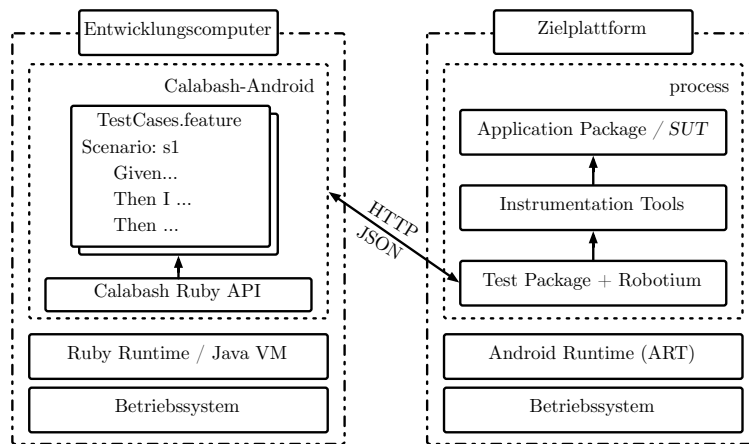 Entwicklungscomputer
Calabash-Android
TestCases.feature
Scenario: s1
Given...
Then I ...
Then ...
Calabash Ruby API
Ruby Runtime / Java VM
Betriebssystem
HTTP
JSON
Zielplattform
process
Application Package / SUT
Instrumentation Tools
Test Package + Robotium
Android Runtime (ART)
Betriebssystem